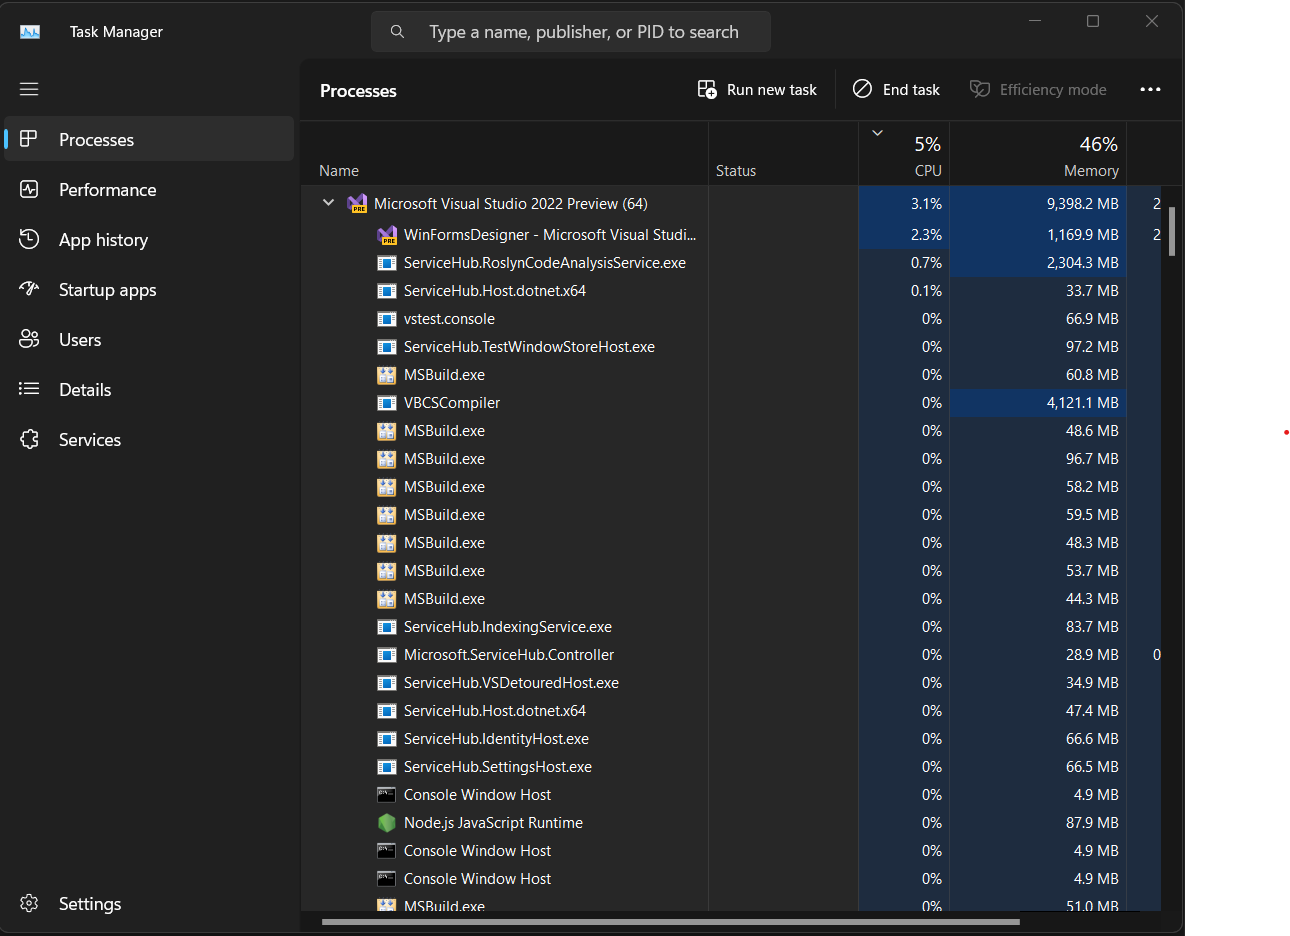 Task Manager
Type a name, publisher, or PID to search
Processes
Run new task
End task
Efficiency mode
Processes
Performance
App history
Startup apps
Users
Details
Services
Settings
5% 46%
Name Status CPU Memory
Microsoft Visual Studio 2022 Preview (64) 3.1% 9,398.2 MB 2
WinFormsDesigner - Microsoft Visual Studi... 2.3% 1,169.9 MB 2
ServiceHub.RoslynCodeAnalysisService.exe 0.7% 2,304.3 MB
ServiceHub.Host.dotnet.x64 0.1% 33.7 MB
vstest.console 0% 66.9 MB
ServiceHub.TestWindowStoreHost.exe 0% 97.2 MB
MSBuild.exe 0% 60.8 MB
VBCSCompiler 0% 4,121.1 MB
MSBuild.exe 0% 48.6 MB
MSBuild.exe 0% 96.7 MB
MSBuild.exe 0% 58.2 MB
MSBuild.exe 0% 59.5 MB
MSBuild.exe 0% 48.3 MB
MSBuild.exe 0% 53.7 MB
MSBuild.exe 0% 44.3 MB
ServiceHub.IndexingService.exe 0% 83.7 MB
Microsoft.ServiceHub.Controller 0% 28.9 MB 0
ServiceHub.VSDetouredHost.exe 0% 34.9 MB
ServiceHub.Host.dotnet.x64 0% 47.4 MB
ServiceHub.IdentityHost.exe 0% 66.6 MB
ServiceHub.SettingsHost.exe 0% 66.5 MB
Console Window Host 0% 4.9 MB
Node.js JavaScript Runtime 0% 87.9 MB
Console Window Host 0% 4.9 MB
Console Window Host 0% 4.9 MB
MSBuild.exe 0% 51.0 MB